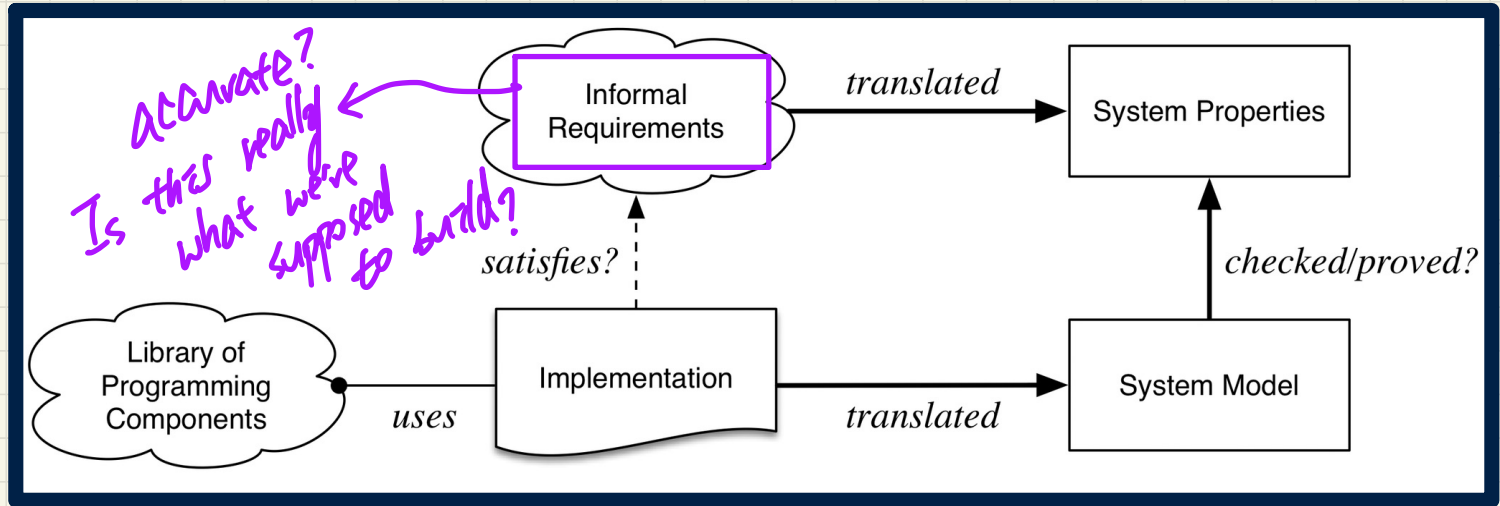 accurate?
Is this really
what we're
supposed
to build?
Informal
Requirements
translated
System Properties
satisfies?
checked/proved?
Library of
Programming
Components
uses
Implementation
translated
System Model